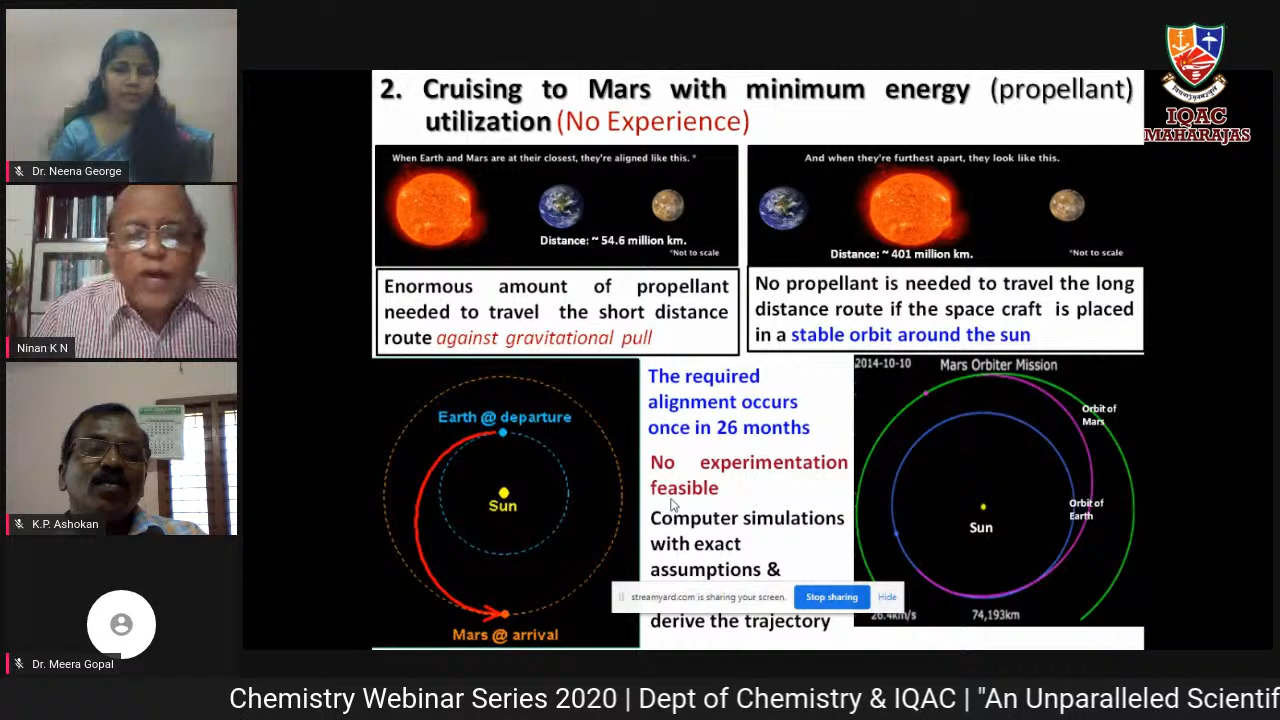 Dr. Neena George
Ninan K N
K.P. Ashokan
Dr. Meera Gopal
IQAC
MAHARAJAS
2. Cruising to Mars with minimum energy (propellant)
utilization (No Experience)
When Earth and Mars are at their closest, they're aligned like this. *
Distance: ~ 54.6 million km.
*Not to scale
And when they're furthest apart, they look like this.
Distance: ~ 401 million km.
*Not to scale
Enormous amount of propellant
needed to travel the short distance
route against gravitational pull
No propellant is needed to travel the long
distance route if the space craft is placed
in a stable orbit around the sun
Earth @ departure
Sun
Mars @ arrival
The required
alignment occurs
once in 26 months
No experimentation
feasible
Computer simulations
with exact
assumptions &
derive the trajectory
streamyard.com is sharing your screen.
Stop sharing
Hide
2014-10-10
Mars Orbiter Mission
Orbit of
Mars
Orbit of
Earth
Sun
26.4km/s
74,193km
Chemistry Webinar Series 2020 | Dept of Chemistry & IQAC | "An Unparalleled Scientif